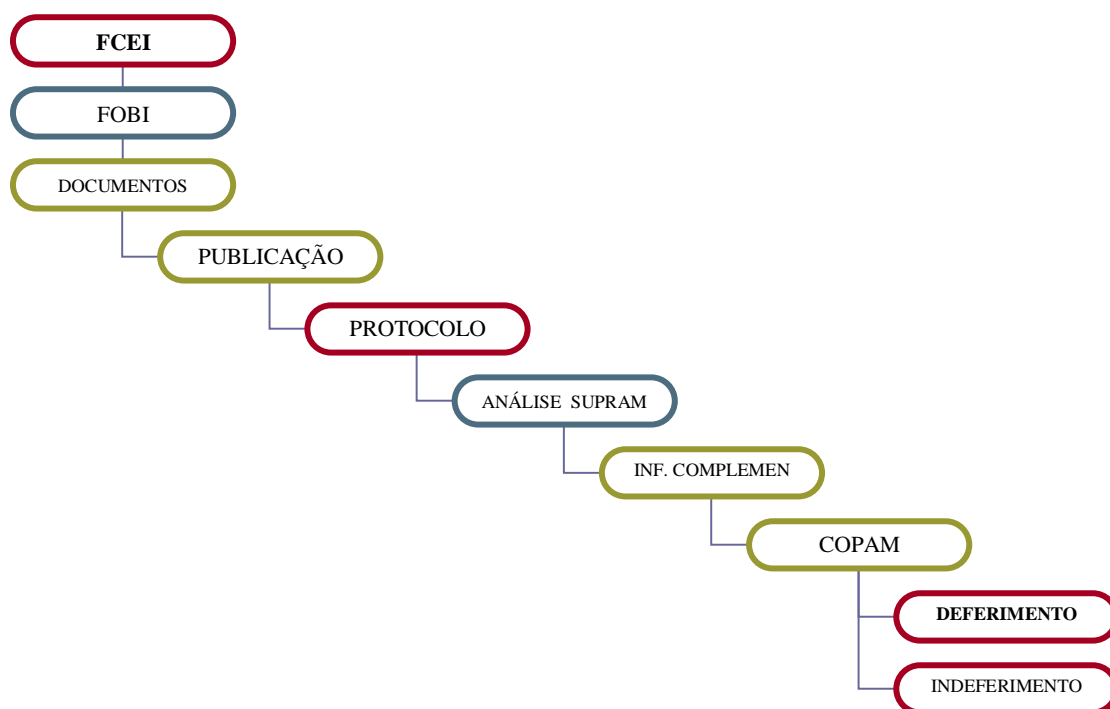 FCEI
FOBI
DOCUMENTOS
PUBLICAÇÃO
PROTOCOLO
ANÁLISE SUPRAM
INF. COMPLEMEN
COPAM
DEFERIMENTO
INDEFERIMENTO